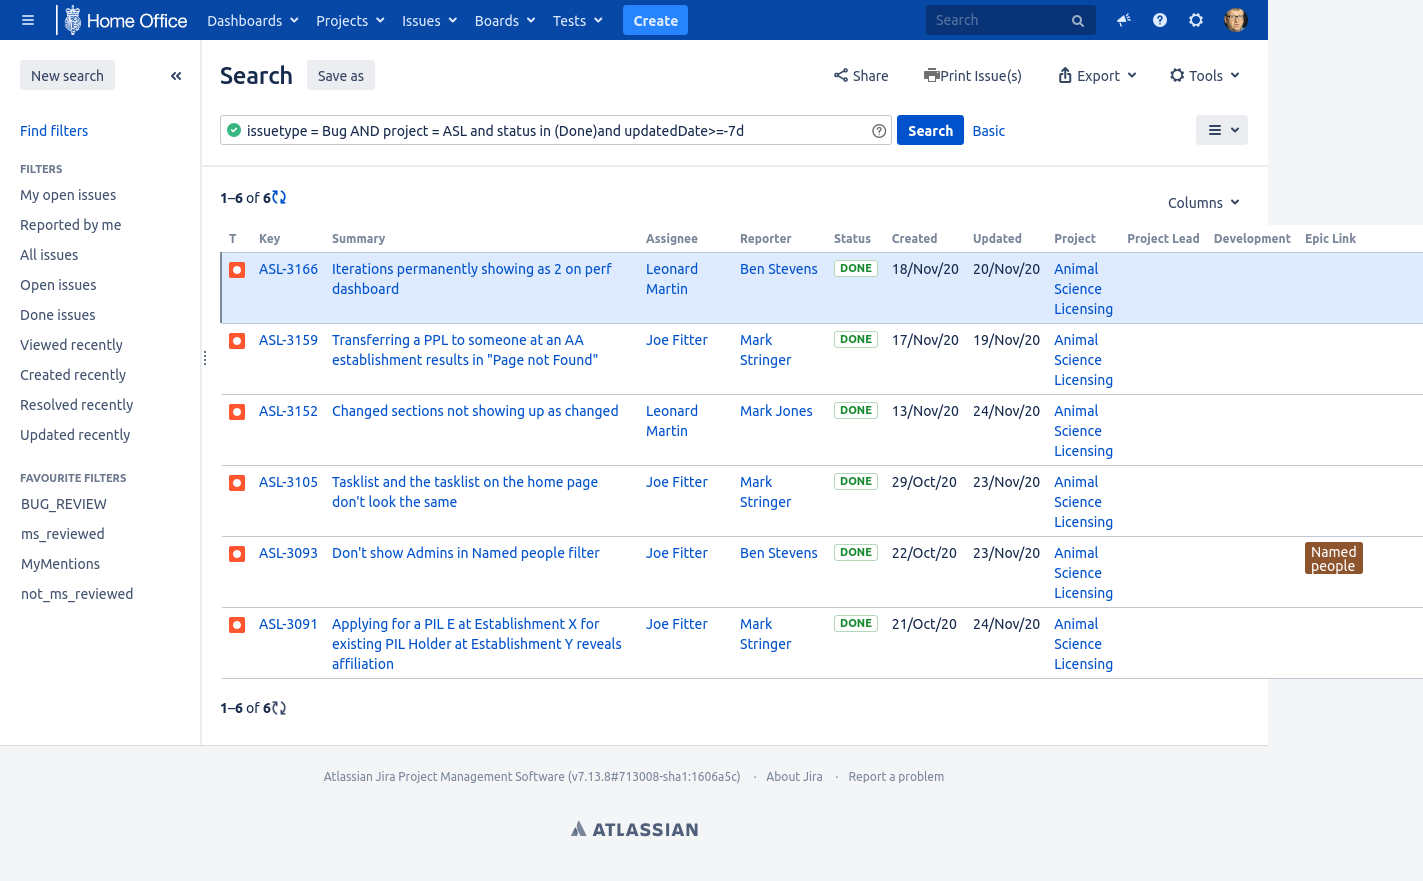 Home Office Dashboards Projects Issues Boards Tests Create Search
New search
Search Save as Share Print Issue(s) Export Tools
Find filters
issuetype = Bug AND project = ASL and status in (Done)and updatedDate>=-7d Search Basic
FILTERS
My open issues
Reported by me
All issues
Open issues
Done issues
Viewed recently
Created recently
Resolved recently
Updated recently
FAVOURITE FILTERS
BUG_REVIEW
ms_reviewed
MyMentions
not_ms_reviewed
1–6 of 6
Columns
T Key Summary Assignee Reporter Status Created Updated Project Project Lead Development Epic Link
ASL-3166 Iterations permanently showing as 2 on perf Leonard Ben Stevens DONE 18/Nov/20 20/Nov/20 Animal
dashboard Martin Science
Licensing
ASL-3159 Transferring a PPL to someone at an AA Joe Fitter Mark DONE 17/Nov/20 19/Nov/20 Animal
establishment results in "Page not Found" Stringer Science
Licensing
ASL-3152 Changed sections not showing up as changed Leonard Mark Jones DONE 13/Nov/20 24/Nov/20 Animal
Martin Science
Licensing
ASL-3105 Tasklist and the tasklist on the home page Joe Fitter Mark DONE 29/Oct/20 23/Nov/20 Animal
don't look the same Stringer Science
Licensing
ASL-3093 Don't show Admins in Named people filter Joe Fitter Ben Stevens DONE 22/Oct/20 23/Nov/20 Animal Named
Science people
Licensing
ASL-3091 Applying for a PIL E at Establishment X for Joe Fitter Mark DONE 21/Oct/20 24/Nov/20 Animal
existing PIL Holder at Establishment Y reveals Stringer Science
affiliation Licensing
1–6 of 6
Atlassian Jira Project Management Software (v7.13.8#713008-sha1:1606a5c) · About Jira · Report a problem
ATLASSIAN